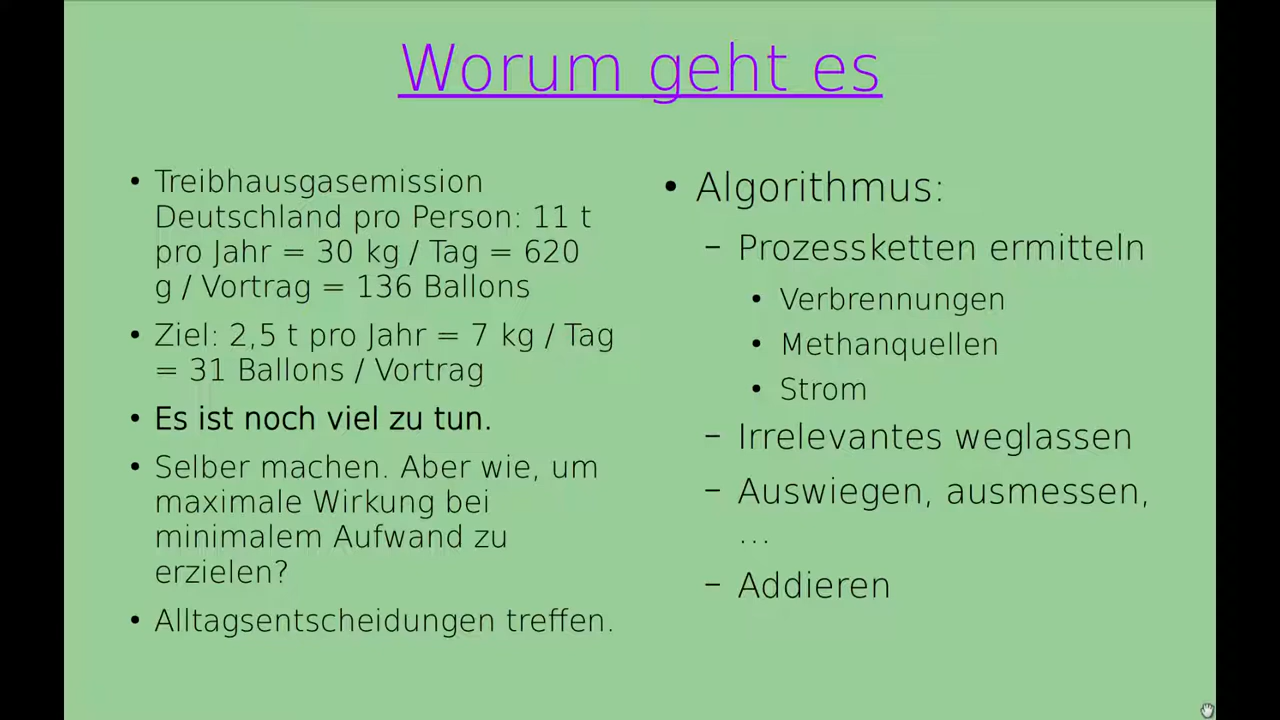 Worum geht es
• Treibhausgasemission
Deutschland pro Person: 11 t
pro Jahr = 30 kg / Tag = 620
g / Vortrag = 136 Ballons
• Ziel: 2,5 t pro Jahr = 7 kg / Tag
= 31 Ballons / Vortrag
• Es ist noch viel zu tun.
• Selber machen. Aber wie, um
maximale Wirkung bei
minimalem Aufwand zu
erzielen?
• Alltagsentscheidungen treffen.
• Algorithmus:
– Prozessketten ermitteln
• Verbrennungen
• Methanquellen
• Strom
– Irrelevantes weglassen
– Auswiegen, ausmessen,
...
– Addieren